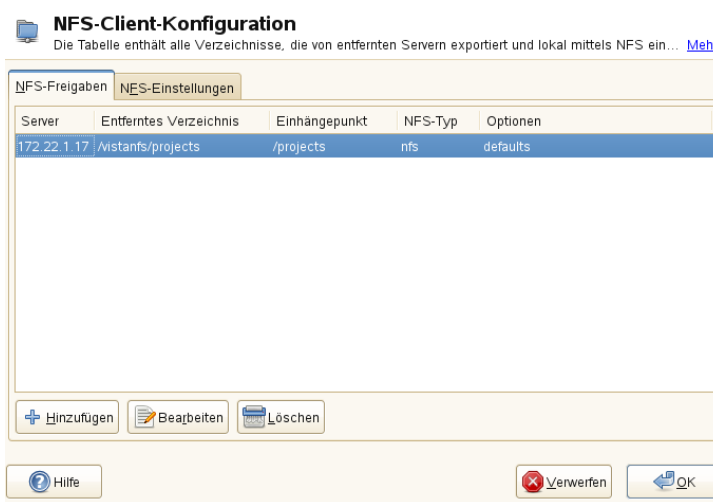 NFS-Client-Konfiguration
Die Tabelle enthält alle Verzeichnisse, die von entfernten Servern exportiert und lokal mittels NFS ein... Meh
NFS-Freigaben NFS-Einstellungen
Server Entferntes Verzeichnis Einhängepunkt NFS-Typ Optionen
172.22.1.17 /vistanfs/projects /projects nfs defaults
Hinzufügen Bearbeiten Löschen
Hilfe Verwerfen OK